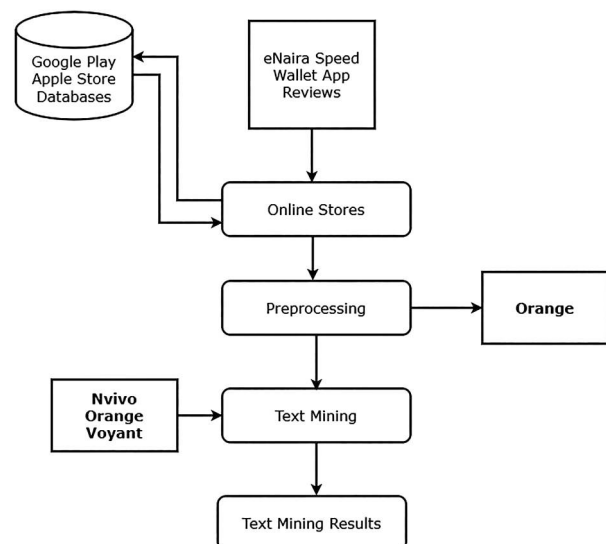 Google Play
Apple Store
Databases
eNaira Speed
Wallet App
Reviews
Online Stores
Preprocessing
Orange
Nvivo
Orange
Voyant
Text Mining
Text Mining Results